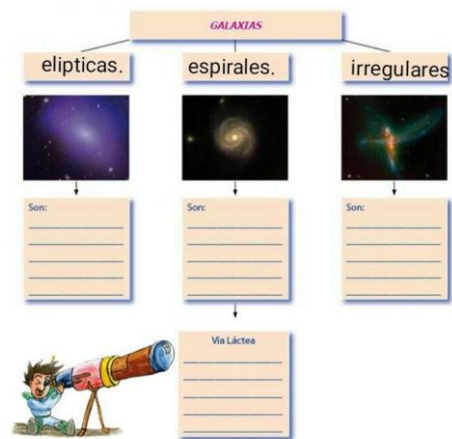 GALAXIAS
elipticas.
espirales.
irregulares
Son:
Son:
Son:
Vía Láctea